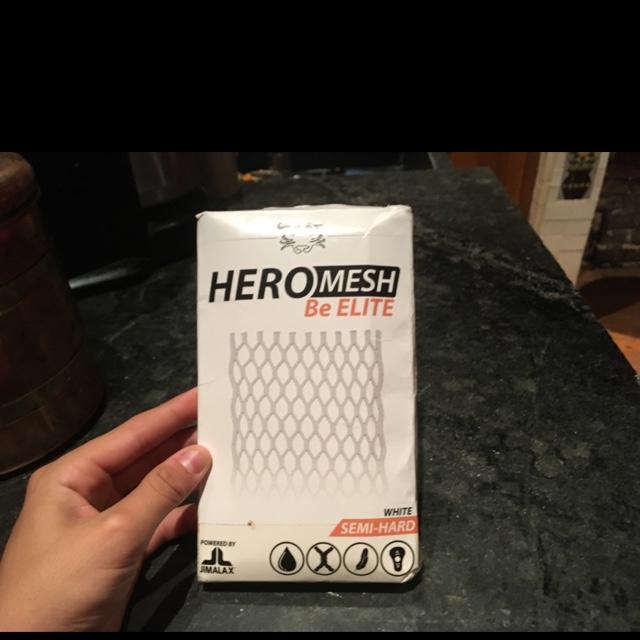 HEROMESH
Be ELITE
WHITE
SEMI-HARD
POWERED BY
JIMALAX